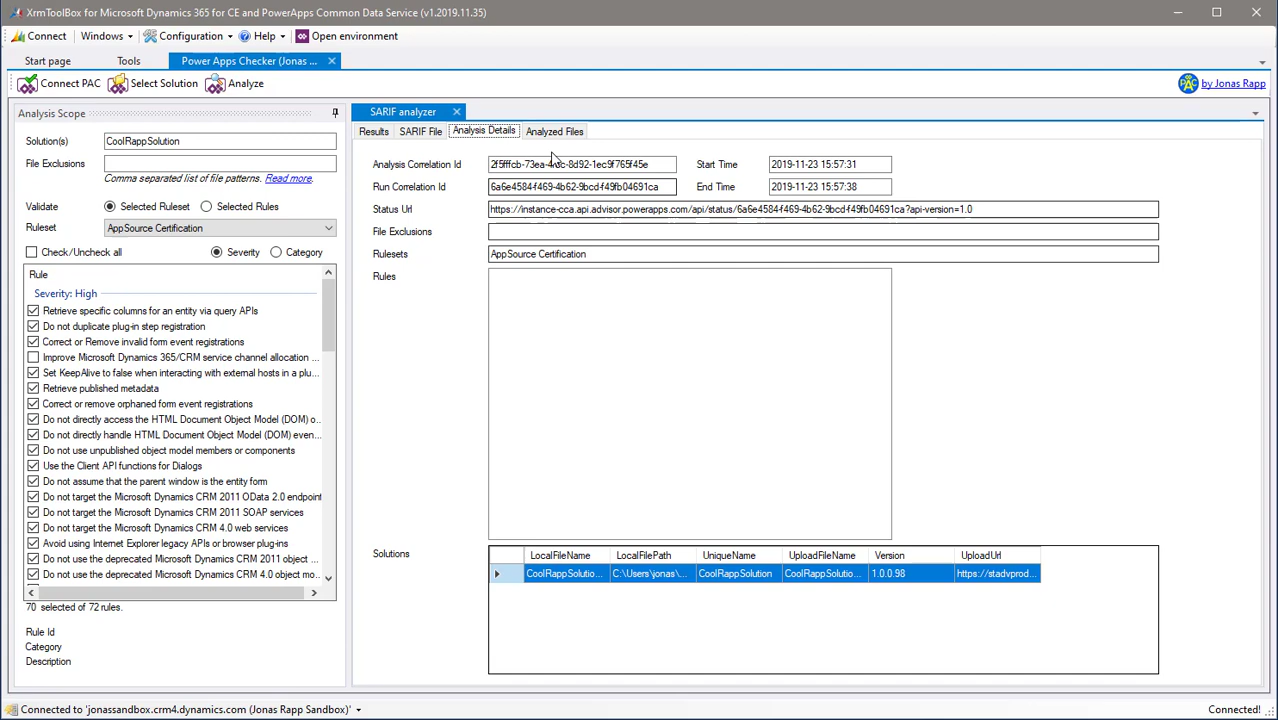 XrmToolBox for Microsoft Dynamics 365 for CE and PowerApps Common Data Service (v1.2019.11.35)
Connect Windows Configuration Help Open environment
Start page Tools Power Apps Checker (Jonas ...
Connect PAC Select Solution Analyze by Jonas Rapp
Analysis Scope
Solution(s) CoolRappSolution
File Exclusions
Comma separated list of file patterns. Read more.
Validate Selected Ruleset Selected Rules
Ruleset AppSource Certification
Check/Uncheck all Severity Category
Rule
Severity: High
Retrieve specific columns for an entity via query APIs
Do not duplicate plug-in step registration
Correct or Remove invalid form event registrations
Improve Microsoft Dynamics 365/CRM service channel allocation ...
Set KeepAlive to false when interacting with external hosts in a plu...
Retrieve published metadata
Correct or remove orphaned form event registrations
Do not directly access the HTML Document Object Model (DOM) o...
Do not directly handle HTML Document Object Model (DOM) even...
Do not use unpublished object model members or components
Use the Client API functions for Dialogs
Do not assume that the parent window is the entity form
Do not target the Microsoft Dynamics CRM 2011 OData 2.0 endpoint
Do not target the Microsoft Dynamics CRM 2011 SOAP services
Do not target the Microsoft Dynamics CRM 4.0 web services
Avoid using Internet Explorer legacy APIs or browser plug-ins
Do not use the deprecated Microsoft Dynamics CRM 2011 object ...
Do not use the deprecated Microsoft Dynamics CRM 4.0 object mo...
70 selected of 72 rules.
Rule Id
Category
Description
SARIF analyzer
Results SARIF File Analysis Details Analyzed Files
Analysis Correlation Id Start Time 2019-11-23 15:57:31
Run Correlation Id 6a6e4584-f469-4b62-9bcd-f49fb04691ca End Time 2019-11-23 15:57:38
Status Url https://instance-cca.api.advisor.powerapps.com/api/status/6a6e4584-f469-4b62-9bcd-f49fb04691ca?api-version=1.0
File Exclusions
Rulesets AppSource Certification
Rules
Solutions
LocalFileName LocalFilePath UniqueName UploadFileName Version UploadUrl
CoolRappSolutio... C:\Users\jonas\... CoolRappSolution CoolRappSolutio... 1.0.0.98 https://stadvprod...
Connected to 'jonassandbox.crm4.dynamics.com (Jonas Rapp Sandbox)' Connected!